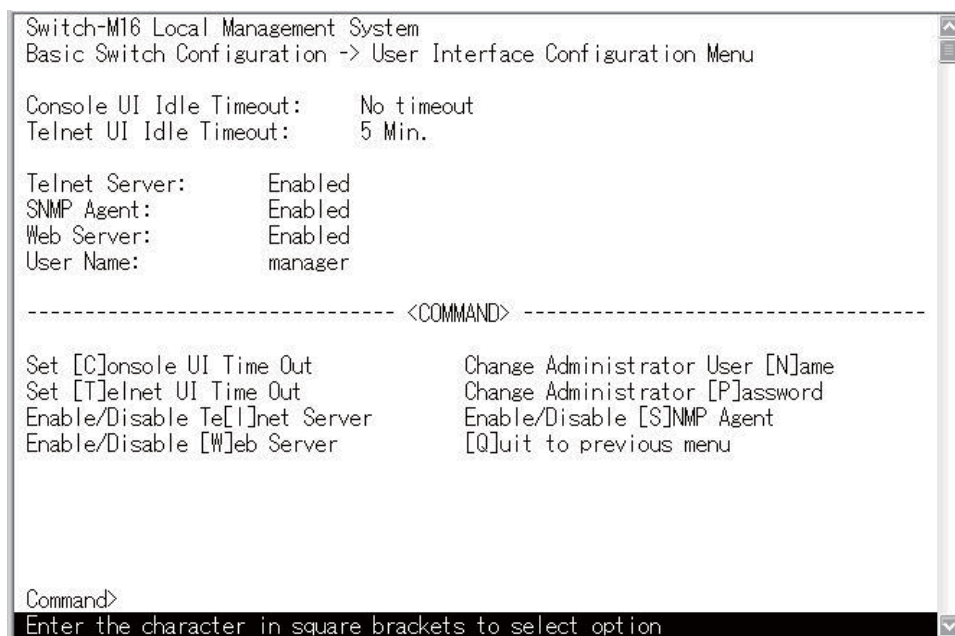 Switch-M16 Local Management System
Basic Switch Configuration -> User Interface Configuration Menu
Console UI Idle Timeout: No timeout
Telnet UI Idle Timeout: 5 Min.
Telnet Server: Enabled
SNMP Agent: Enabled
Web Server: Enabled
User Name: manager
-------------------------------- <COMMAND> -----------------------------------
Set [C]onsole UI Time Out Change Administrator User [N]ame
Set [T]elnet UI Time Out Change Administrator [P]assword
Enable/Disable Te[l]net Server Enable/Disable [S]NMP Agent
Enable/Disable [W]eb Server [Q]uit to previous menu
Command>
Enter the character in square brackets to select option